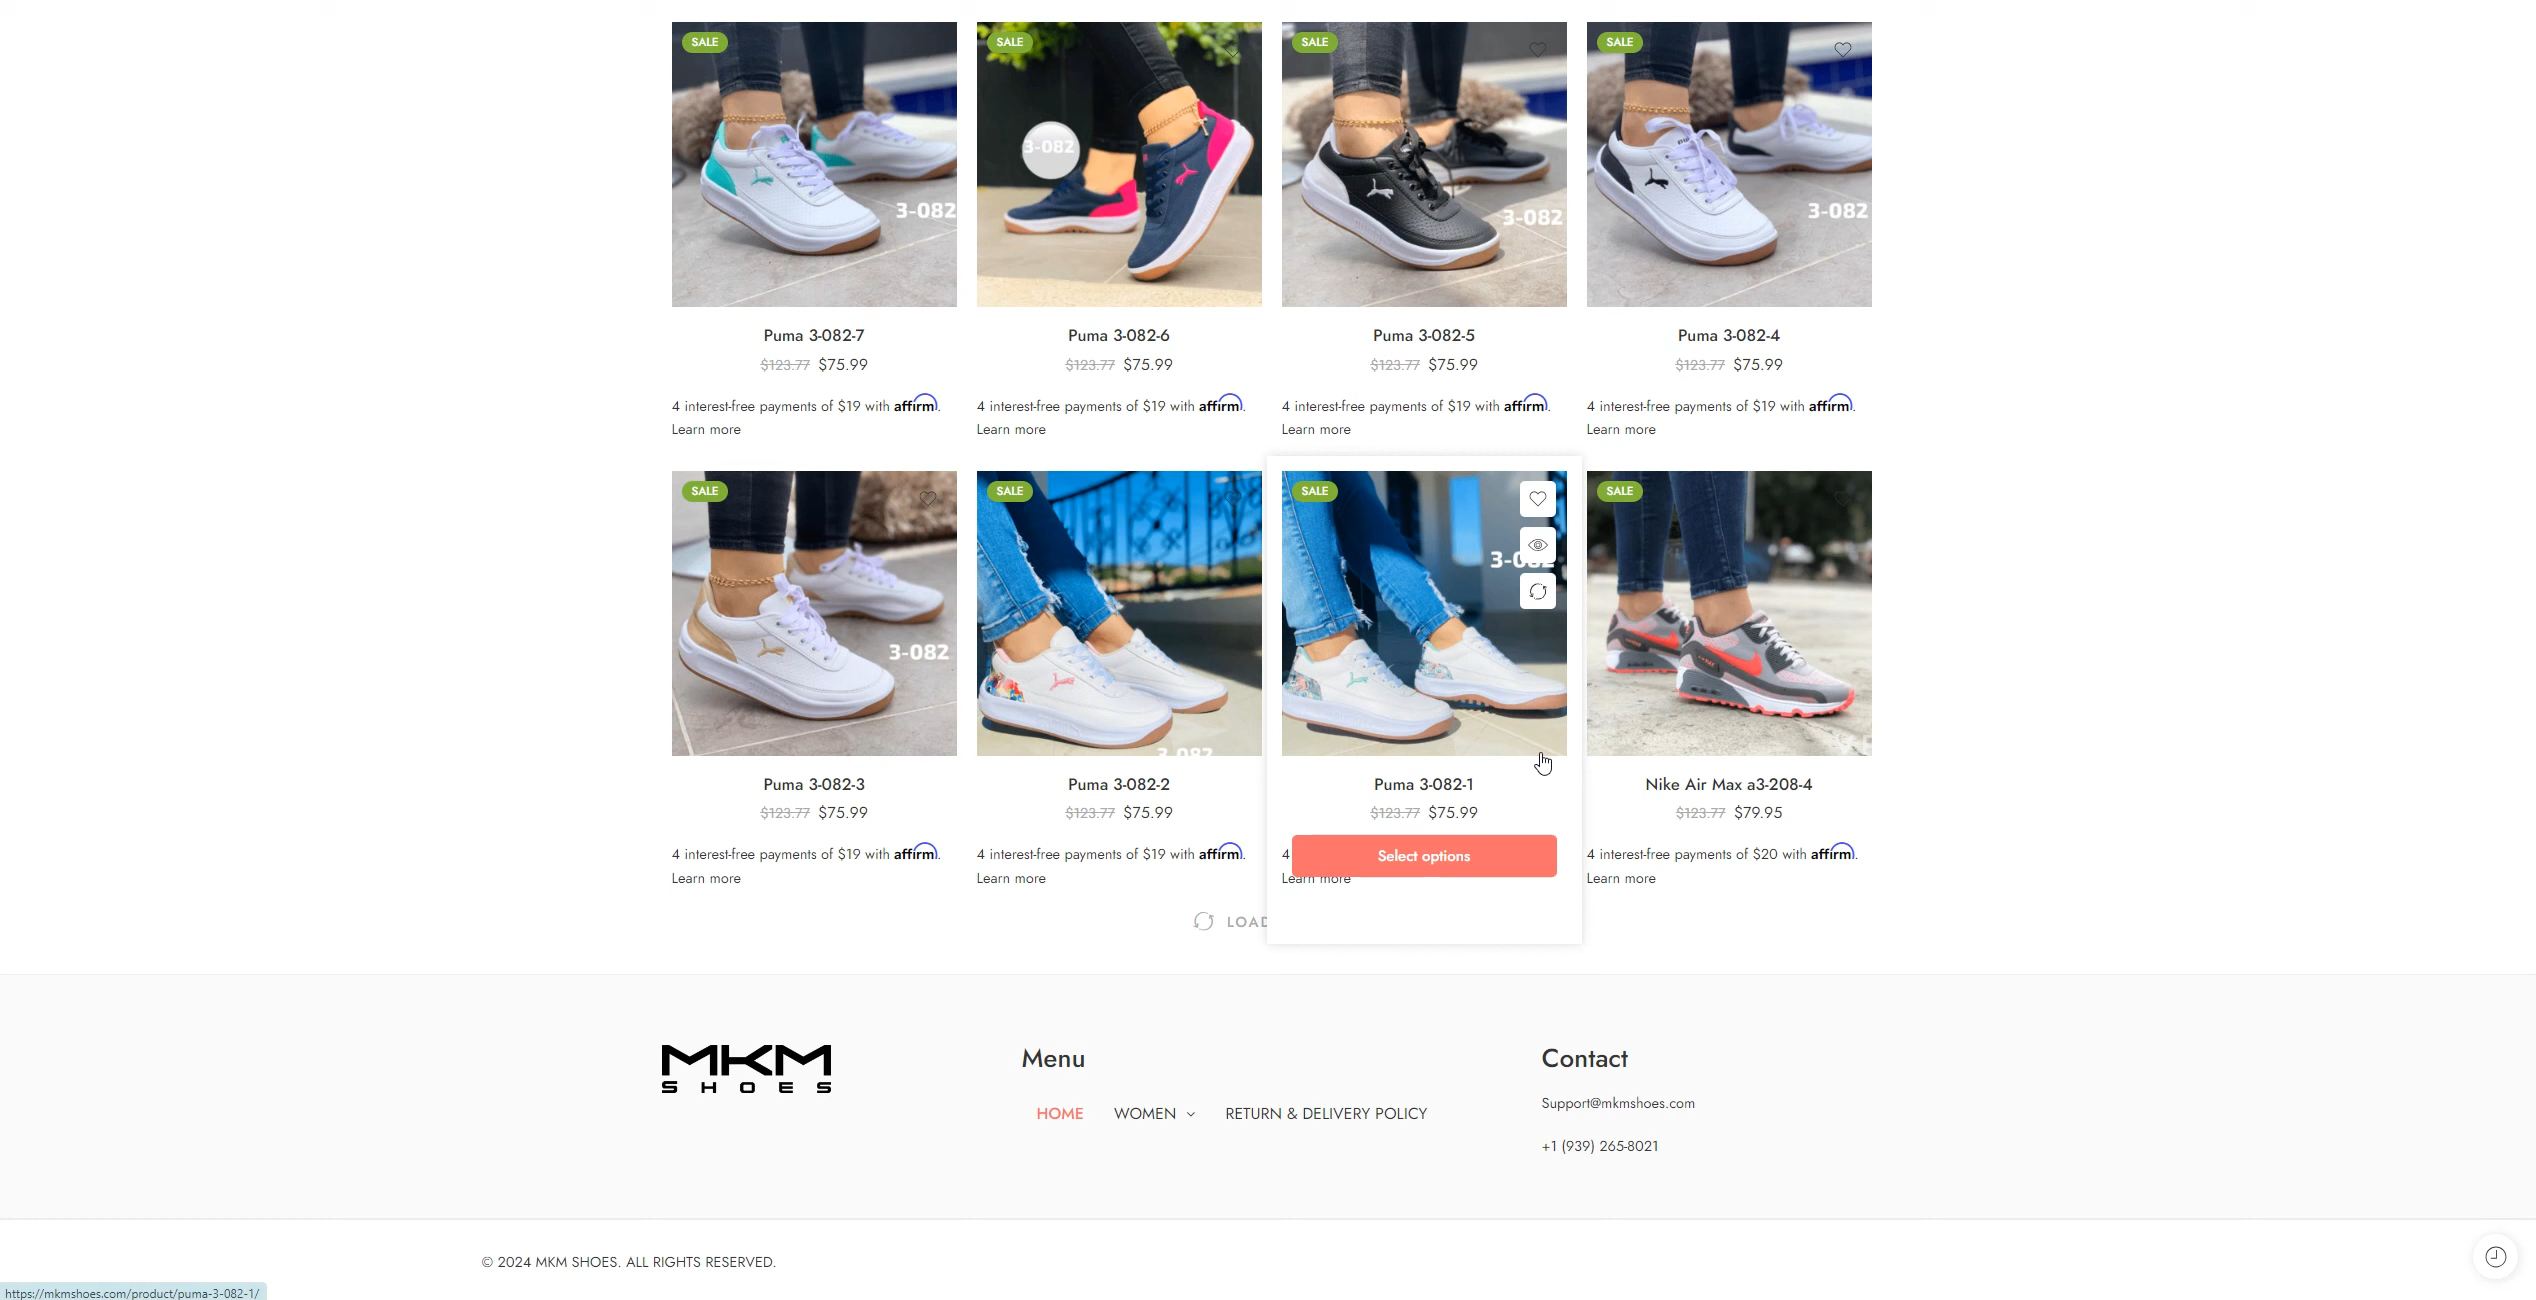 SALE SALE SALE SALE
3-082 3-082 3-082 3-082
Puma 3-082-7 Puma 3-082-6 Puma 3-082-5 Puma 3-082-4
$123.77 $75.99 $123.77 $75.99 $123.77 $75.99 $123.77 $75.99
4 interest-free payments of $19 with affirm. 4 interest-free payments of $19 with affirm. 4 interest-free payments of $19 with affirm. 4 interest-free payments of $19 with affirm.
Learn more Learn more Learn more Learn more
SALE SALE SALE SALE
3-082 3-082 3-082
Puma 3-082-3 Puma 3-082-2 Puma 3-082-1 Nike Air Max a3-208-4
$123.77 $75.99 $123.77 $75.99 $123.77 $75.99 $123.77 $79.95
4 interest-free payments of $19 with affirm. 4 interest-free payments of $19 with affirm. 4 Select options 4 interest-free payments of $20 with affirm.
Learn more Learn more Learn more Learn more
LOAD
MKM
SHOES
Menu
HOME WOMEN RETURN & DELIVERY POLICY
Contact
Support@mkmshoes.com
+1 (939) 265-8021
© 2024 MKM SHOES. ALL RIGHTS RESERVED.
https://mkmshoes.com/product/puma-3-082-1/